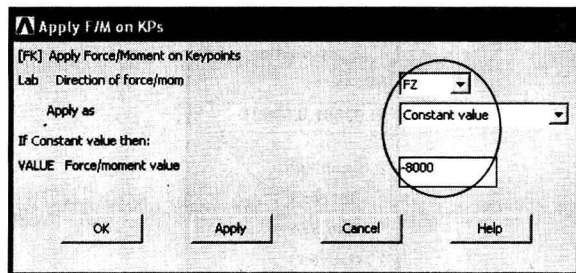 Apply F/M on KPs
[FK] Apply Force/Moment on Keypoints
Lab Direction of force/mom FZ
Apply as Constant value
If Constant value then:
VALUE Force/moment value -8000
OK Apply Cancel Help